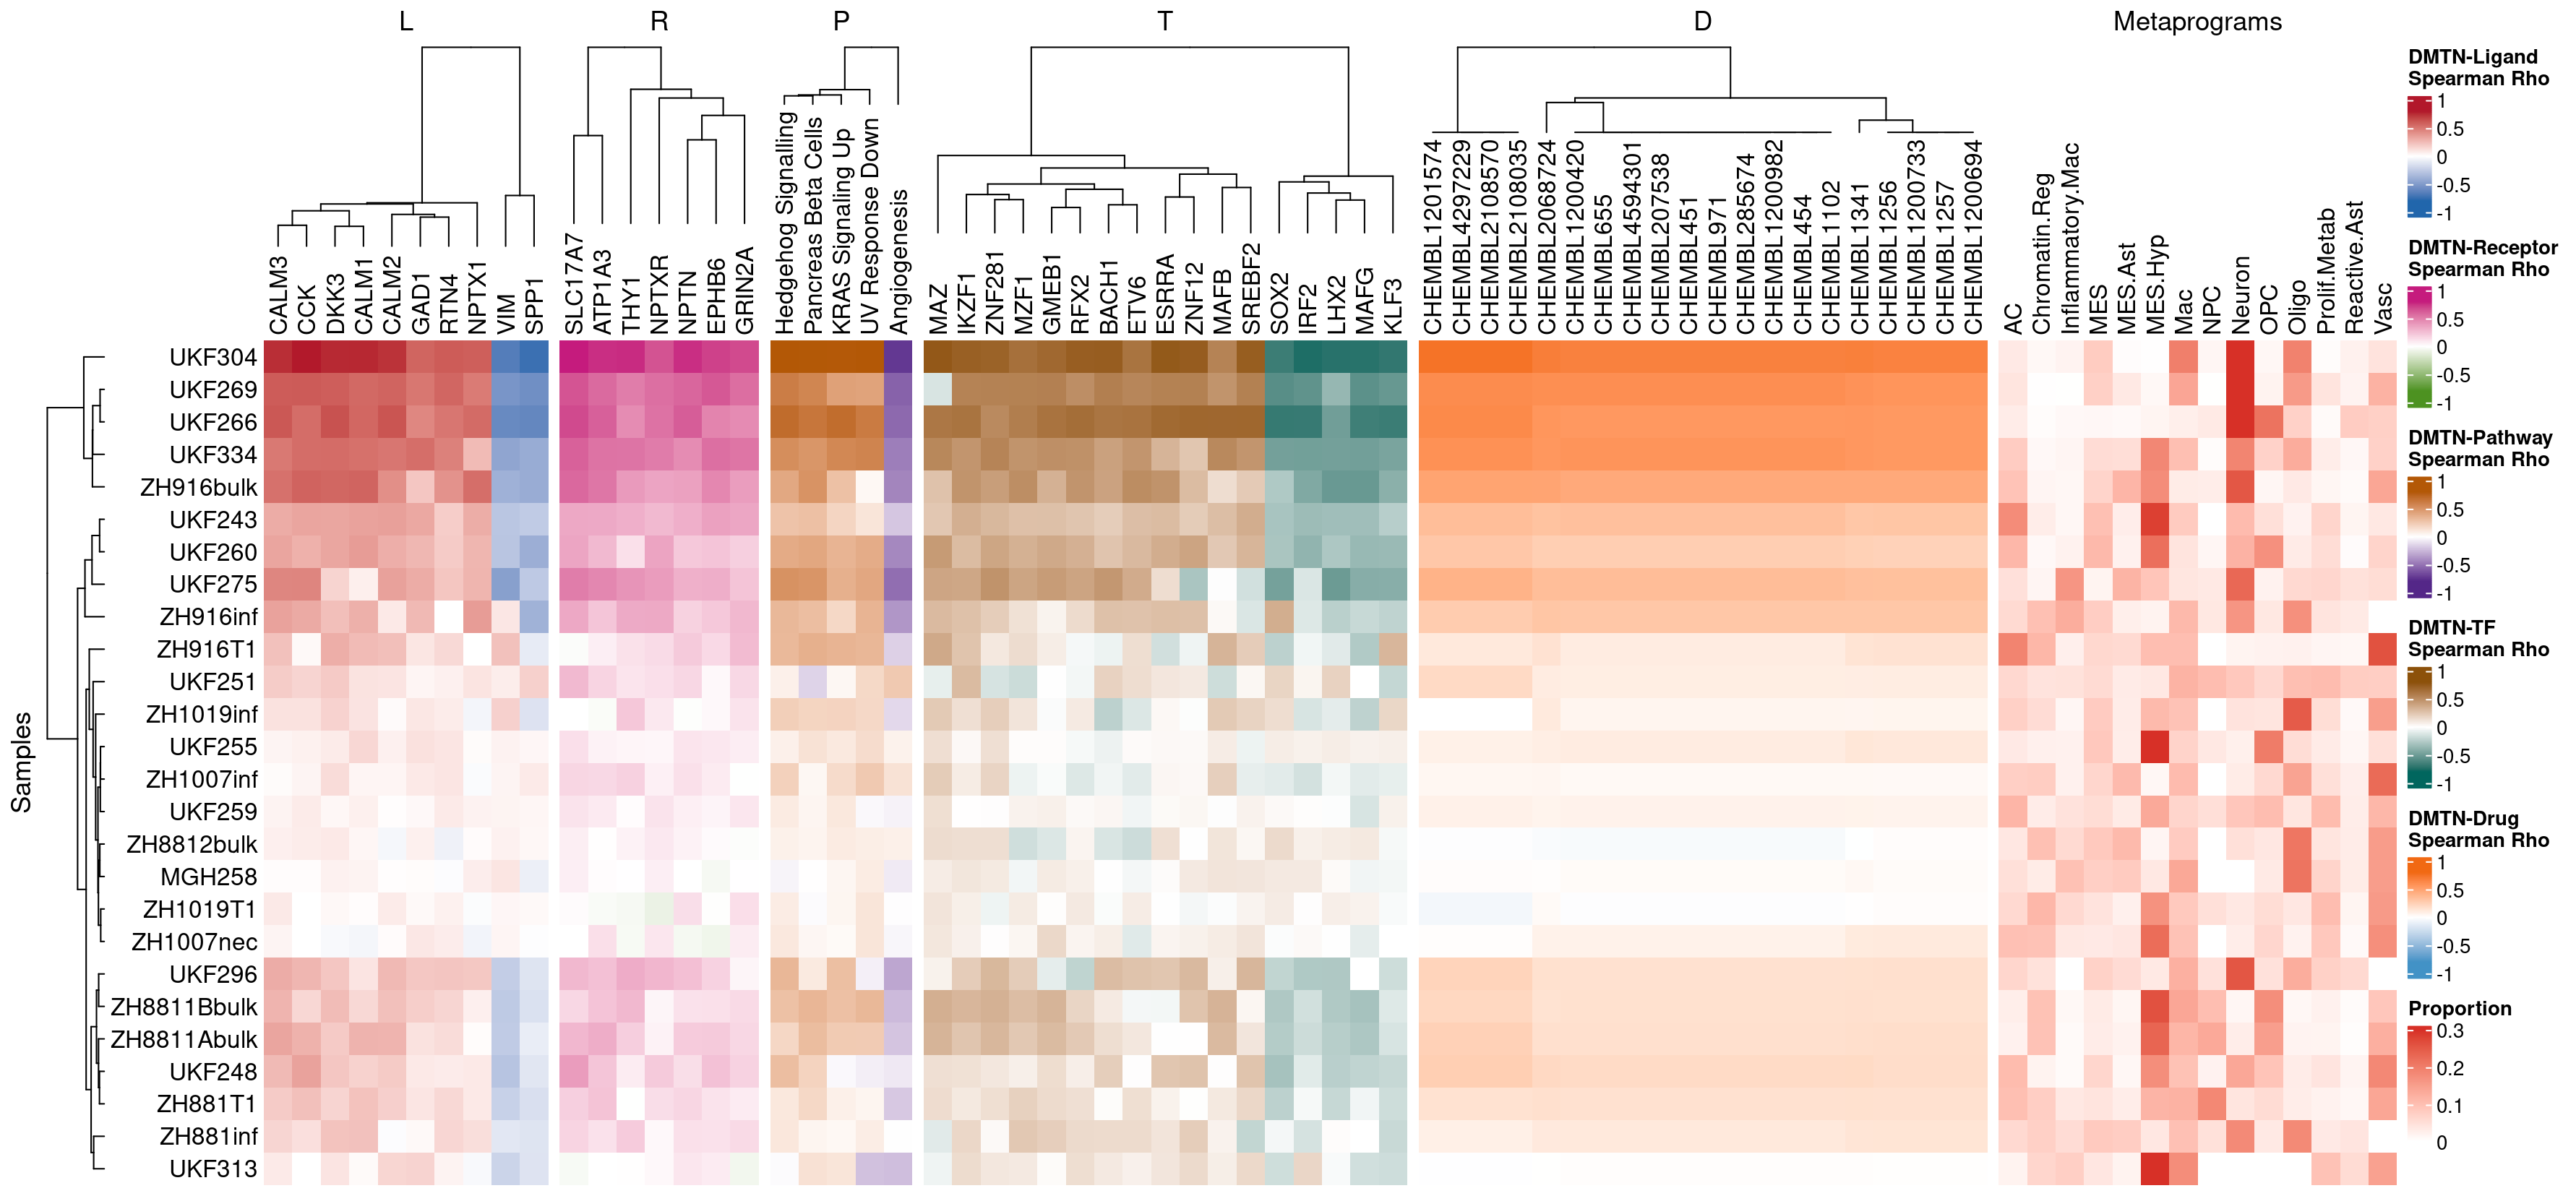 L R P T D Metaprograms
CALM3
CCK
DKK3
CALM1
CALM2
GAD1
RTN4
NPTX1
VIM
SPP1
SLC17A7
ATP1A3
THY1
NPTXR
NPTN
EPHB6
GRIN2A
Hedgehog Signalling
Pancreas Beta Cells
KRAS Signaling Up
UV Response Down
Angiogenesis
MAZ
IKZF1
ZNF281
MZF1
GMEB1
RFX2
BACH1
ETV6
ESRRA
ZNF12
MAFB
SREBF2
SOX2
IRF2
LHX2
MAFG
KLF3
CHEMBL1201574
CHEMBL4297229
CHEMBL2108570
CHEMBL2108035
CHEMBL2068724
CHEMBL1200420
CHEMBL655
CHEMBL4594301
CHEMBL207538
CHEMBL451
CHEMBL971
CHEMBL285674
CHEMBL1200982
CHEMBL454
CHEMBL1102
CHEMBL1341
CHEMBL1256
CHEMBL1200733
CHEMBL1257
CHEMBL1200694
AC
Chromatin.Reg
Inflammatory.Mac
MES
MES.Ast
MES.Hyp
Mac
NPC
Neuron
OPC
Oligo
Prolif.Metab
Reactive.Ast
Vasc
Samples
UKF304
UKF269
UKF266
UKF334
ZH916bulk
UKF243
UKF260
UKF275
ZH916inf
ZH916T1
UKF251
ZH1019inf
UKF255
ZH1007inf
UKF259
ZH8812bulk
MGH258
ZH1019T1
ZH1007nec
UKF296
ZH8811Bbulk
ZH8811Abulk
UKF248
ZH881T1
ZH881inf
UKF313
DMTN-Ligand
Spearman Rho
1
0.5
0
-0.5
-1
DMTN-Receptor
Spearman Rho
1
0.5
0
-0.5
-1
DMTN-Pathway
Spearman Rho
1
0.5
0
-0.5
-1
DMTN-TF
Spearman Rho
1
0.5
0
-0.5
-1
DMTN-Drug
Spearman Rho
1
0.5
0
-0.5
-1
Proportion
0.3
0.2
0.1
0